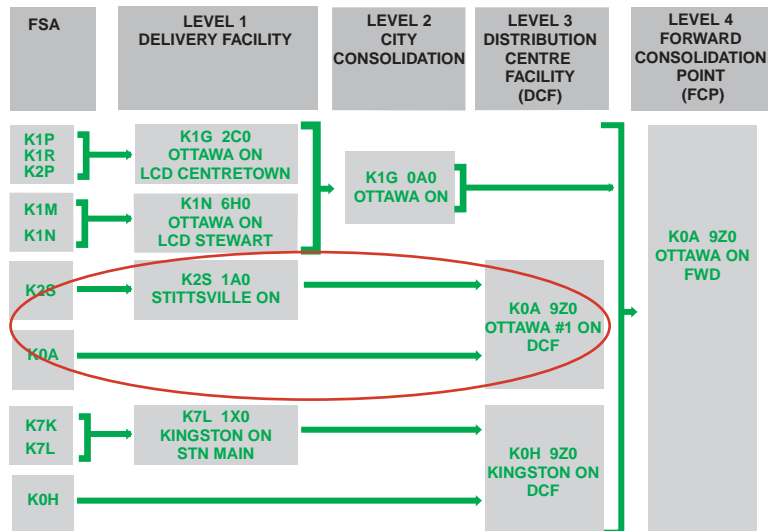 FSA
LEVEL 1
DELIVERY FACILITY
LEVEL 2
CITY
CONSOLIDATION
LEVEL 3
DISTRIBUTION
CENTRE
FACILITY
(DCF)
LEVEL 4
FORWARD
CONSOLIDATION
POINT
(FCP)
K1P
K1R
K2P
K1G 2C0
OTTAWA ON
LCD CENTRETOWN
K1G 0A0
OTTAWA ON
K1M
K1N
K1N 6H0
OTTAWA ON
LCD STEWART
K2S
K2S 1A0
STITTSVILLE ON
K0A 9Z0
OTTAWA #1 ON
DCF
K0A
K7K
K7L
K7L 1X0
KINGSTON ON
STN MAIN
K0H 9Z0
KINGSTON ON
DCF
K0H
K0A 9Z0
OTTAWA ON
FWD